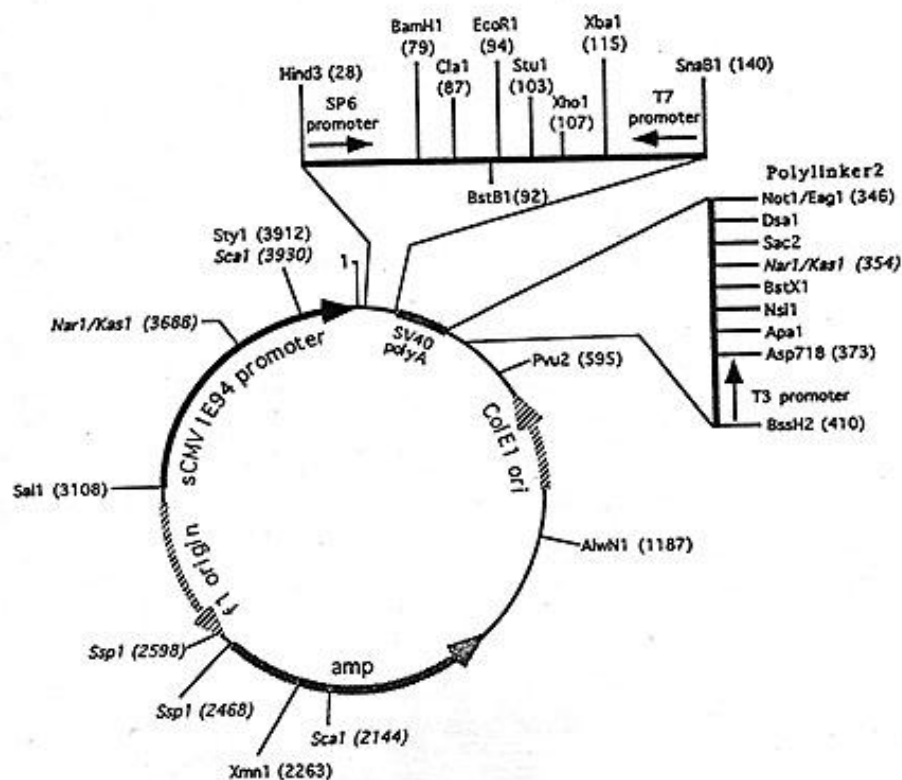 BamH1
(79)
EcoR1
(94)
Xba1
(115)
Hind3 (28)
Cla1
(87)
Stu1
(103)
SnaB1 (140)
SP6
promoter
Xho1
(107)
T7
promoter
BstB1(92)
Polylinker2
Not1/Eag1 (346)
Dsa1
Sac2
Nar1/Kas1 (354)
BstX1
Nsi1
Apa1
Asp718 (373)
T3 promoter
BssH2 (410)
Sty1 (3912)
Sca1 (3930)
1
Nar1/Kas1 (3688)
SV40
polyA
Pvu2 (595)
sCMV IE94 promoter
ColE1 ori
Sal1 (3108)
AlwN1 (1187)
f1 origin
Ssp1 (2598)
amp
Ssp1 (2468)
Sca1 (2144)
Xmn1 (2263)